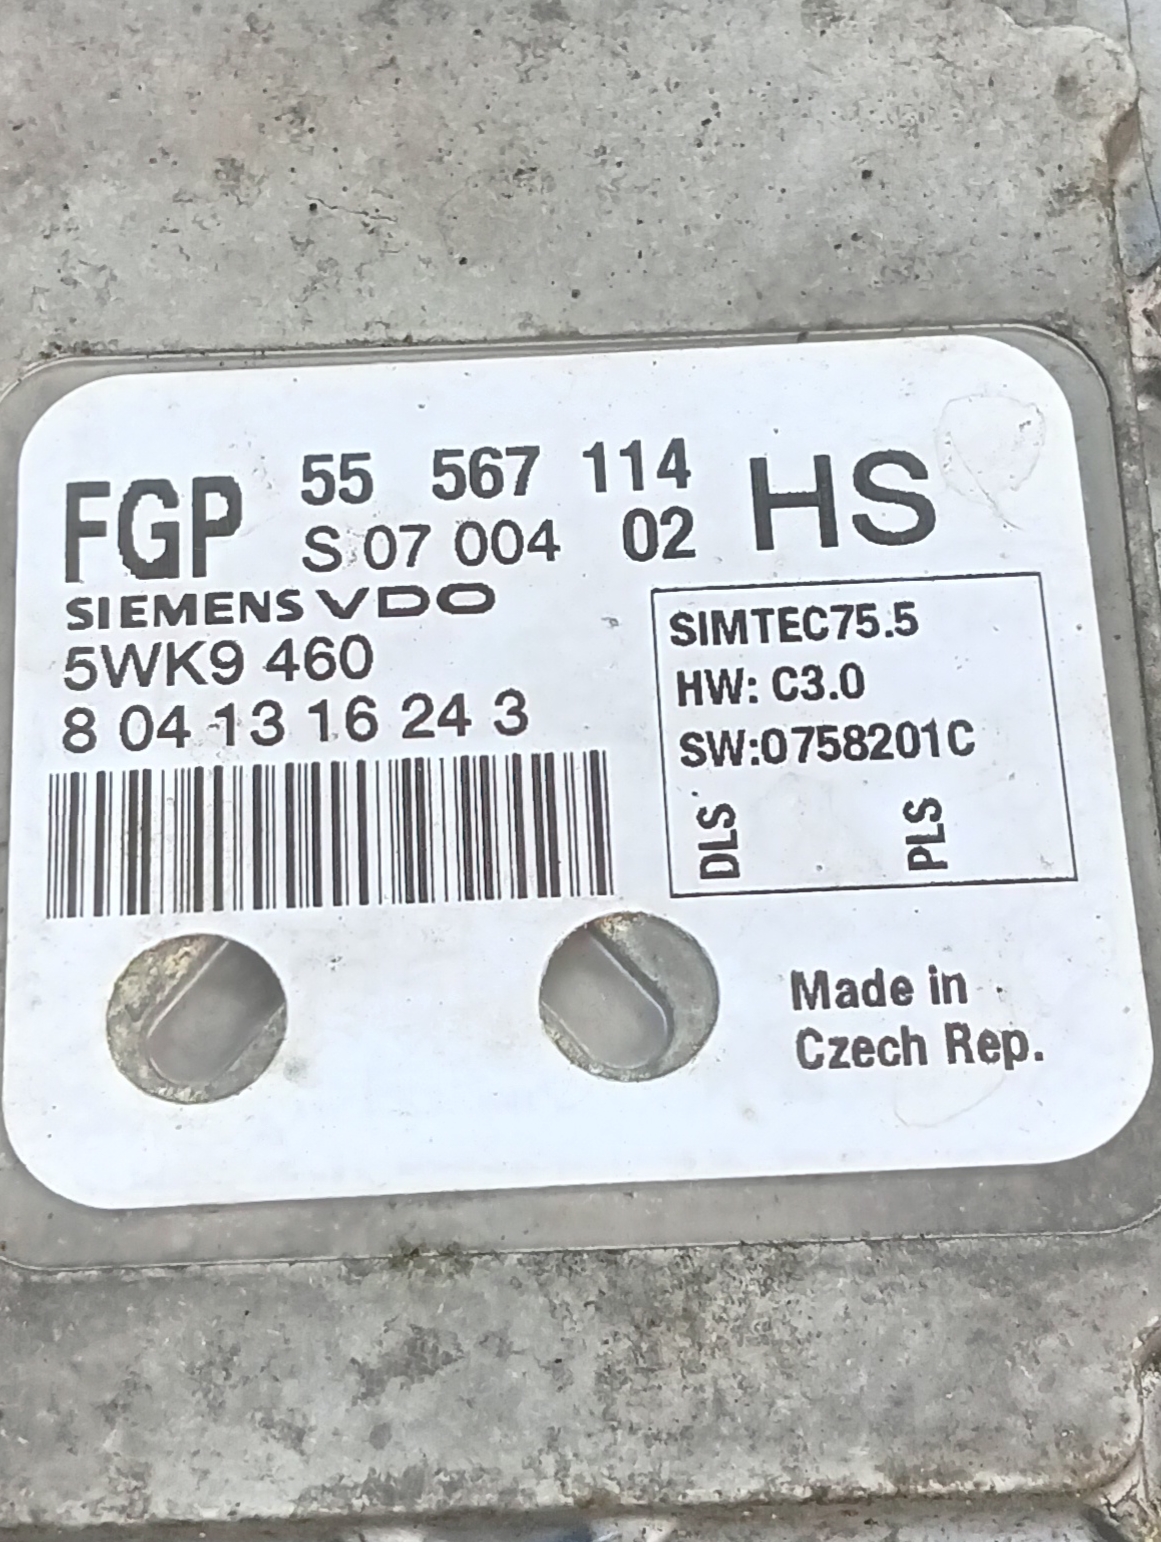 FGP 55 567 114 HS
S 07 004 02
SIEMENS VDO
5WK9 460
8 04 13 16 24 3
SIMTEC75.5
HW: C3.0
SW:0758201C
DLS PLS
Made in
Czech Rep.